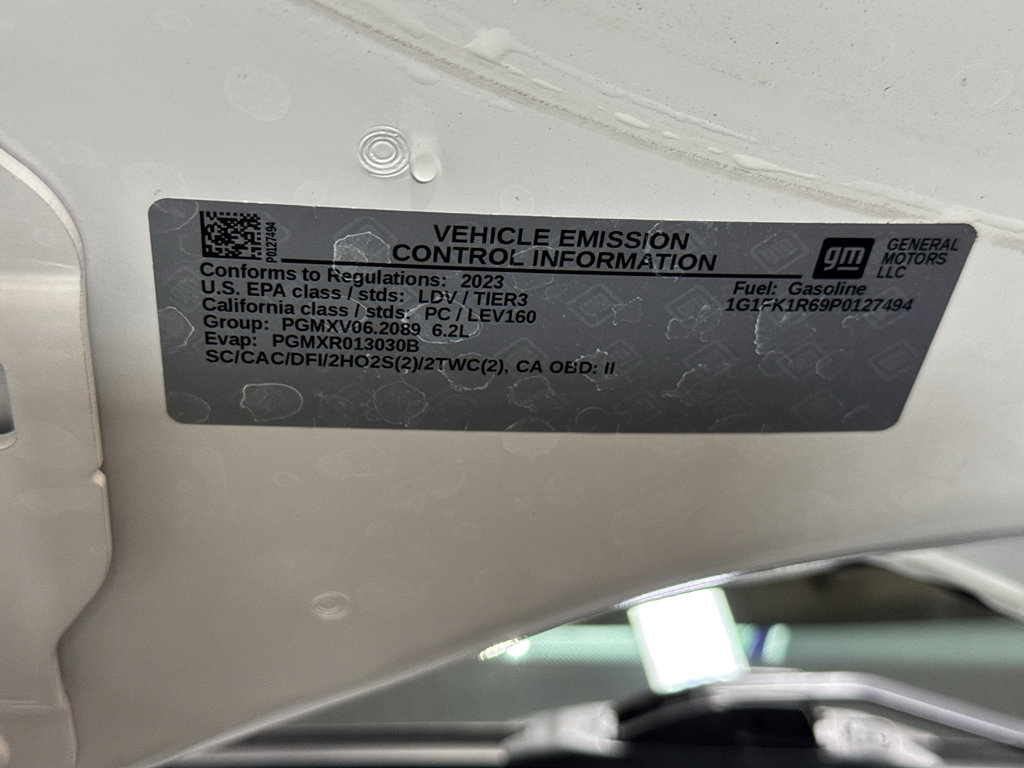 P0127494
VEHICLE EMISSION
CONTROL INFORMATION
gm GENERAL
MOTORS
LLC
Conforms to Regulations: 2023
U.S. EPA class / stds: LDV / TIER3
California class / stds: PC / LEV160
Group: PGMXV06.2089 6.2L
Evap: PGMXR013030B
SC/CAC/DFI/2HO2S(2)/2TWC(2), CA OBD: II
Fuel: Gasoline
1G1FK1R69P0127494